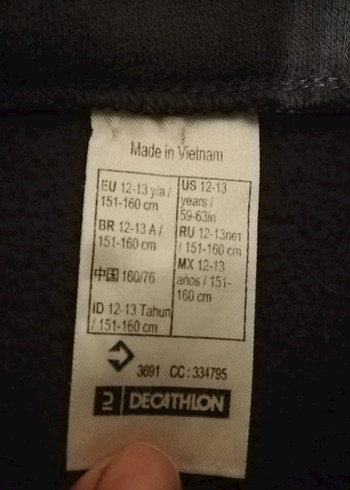 Made in Vietnam
EU 12-13 y/a /
151-160 cm
BR 12-13 A /
151-160 cm
中国 160/76
ID 12-13 Tahun
/ 151-160 cm
US 12-13
years /
59-63in
RU 12-13лет
/ 151-160 cm
MX 12-13
años / 151-
160 cm
3691 CC:334795
DECATHLON